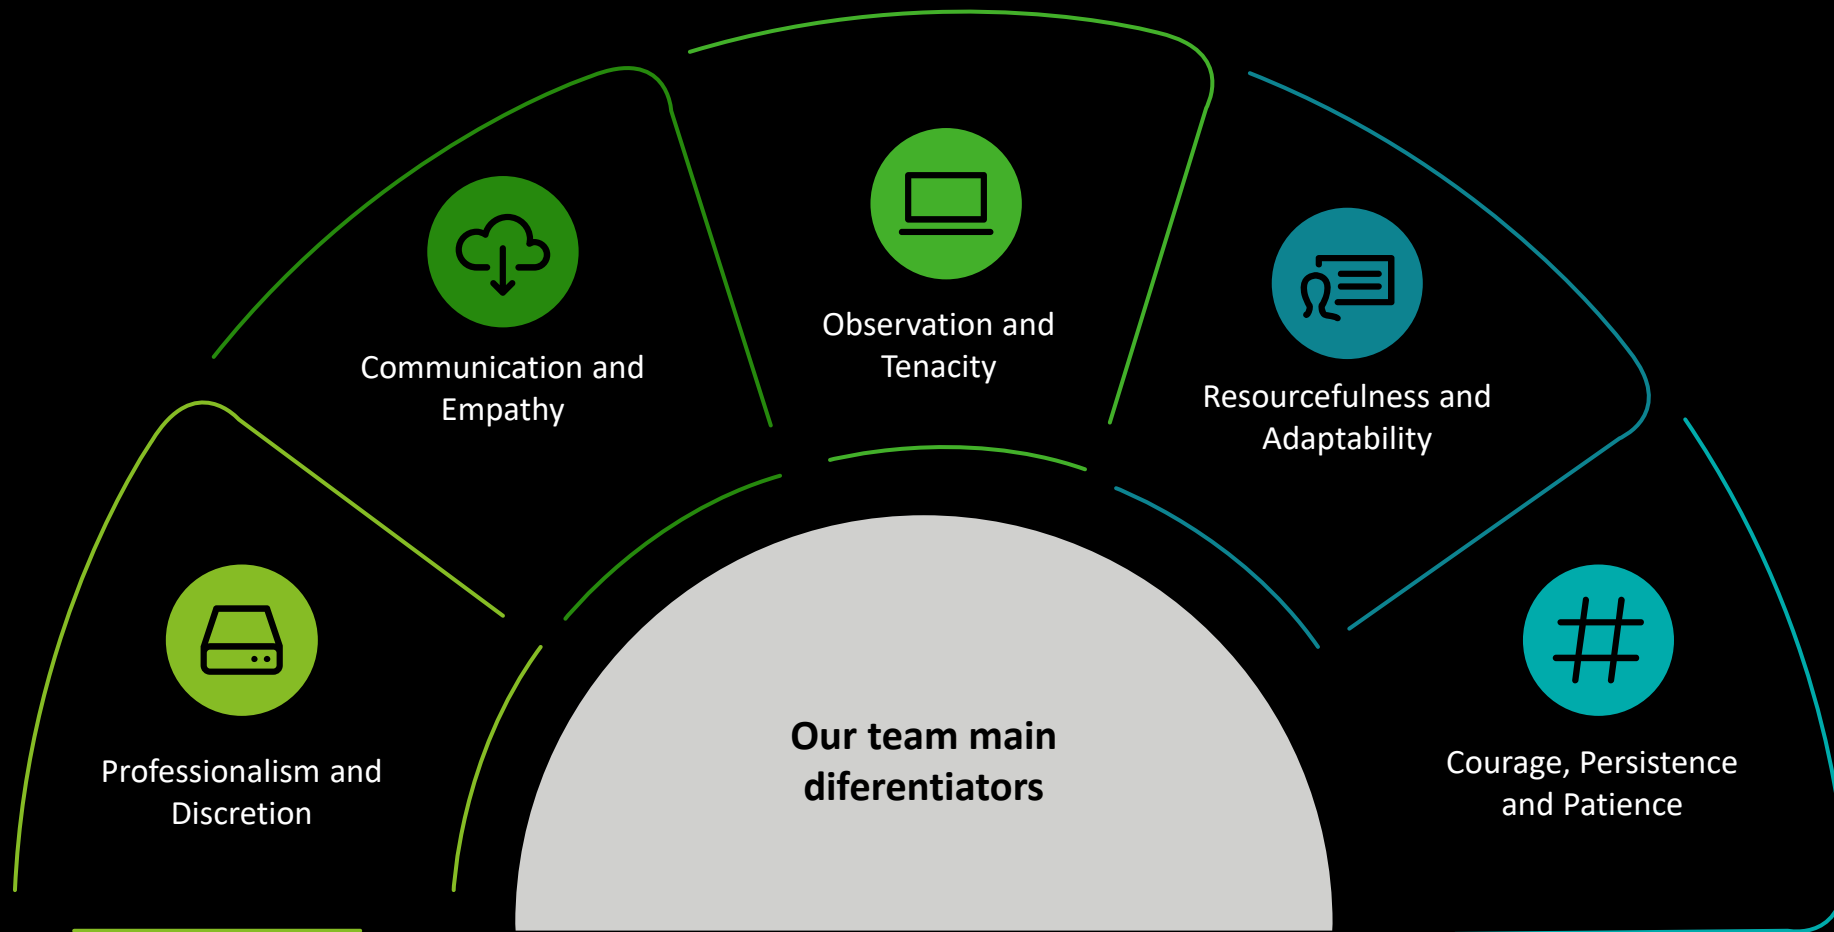 Professionalism and
Discretion
Communication and
Empathy
Observation and
Tenacity
Resourcefulness and
Adaptability
Courage, Persistence
and Patience
Our team main
diferentiators